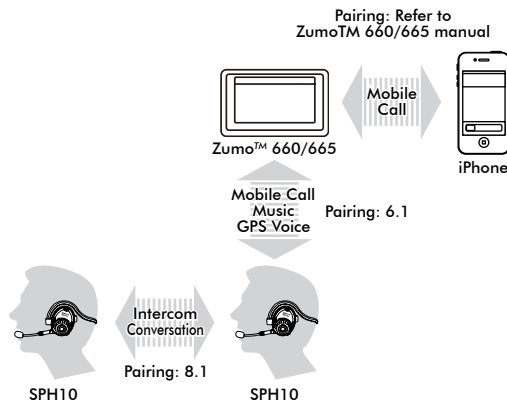 Pairing: Refer to
ZumoTM 660/665 manual
Mobile
Call
Zumo™ 660/665
iPhone
Mobile Call
Music
GPS Voice
Pairing: 6.1
Intercom
Conversation
Pairing: 8.1
SPH10
SPH10